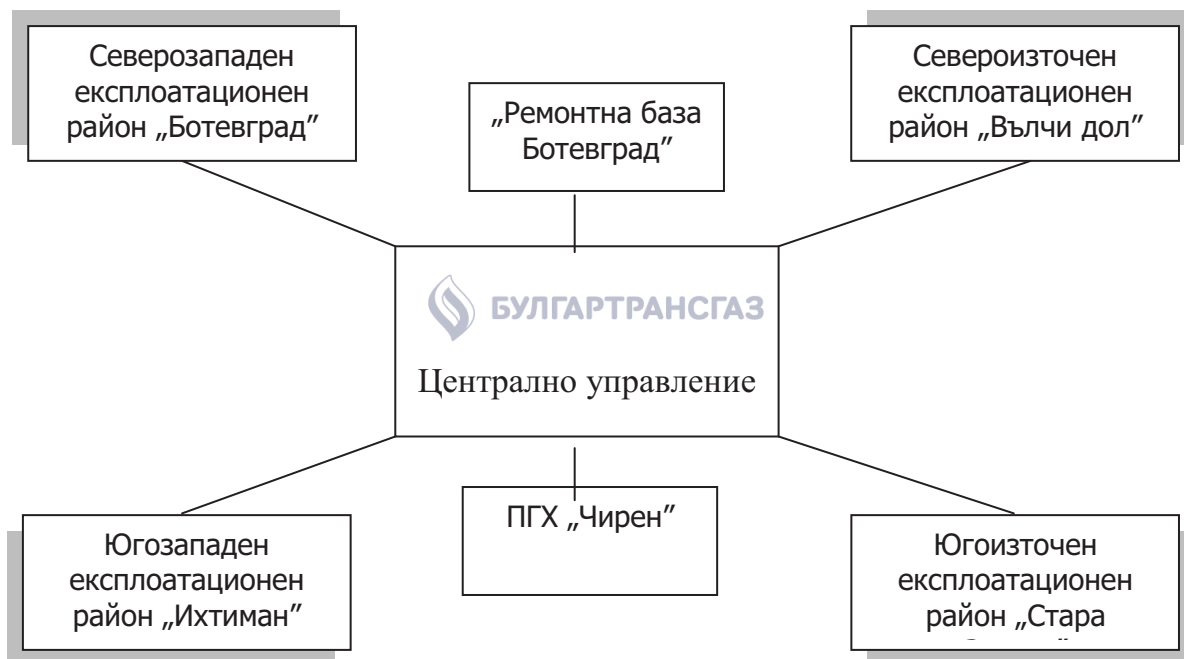 Северозападен
експлоатационен
район „Ботевград”
„Ремонтна база
Ботевград”
Североизточен
експлоатационен
район „Вълчи дол”
БУЛГАРТРАНСГАЗ
Централно управление
Югозападен
експлоатационен
район „Ихтиман”
ПГХ „Чирен”
Югоизточен
експлоатационен
район „Стара